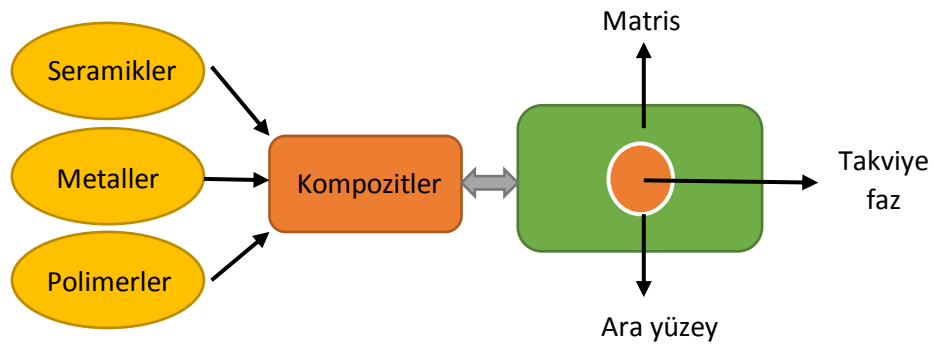 Matris
Seramikler
Metaller
Kompozitler
Takviye
faz
Polimerler
Ara yüzey